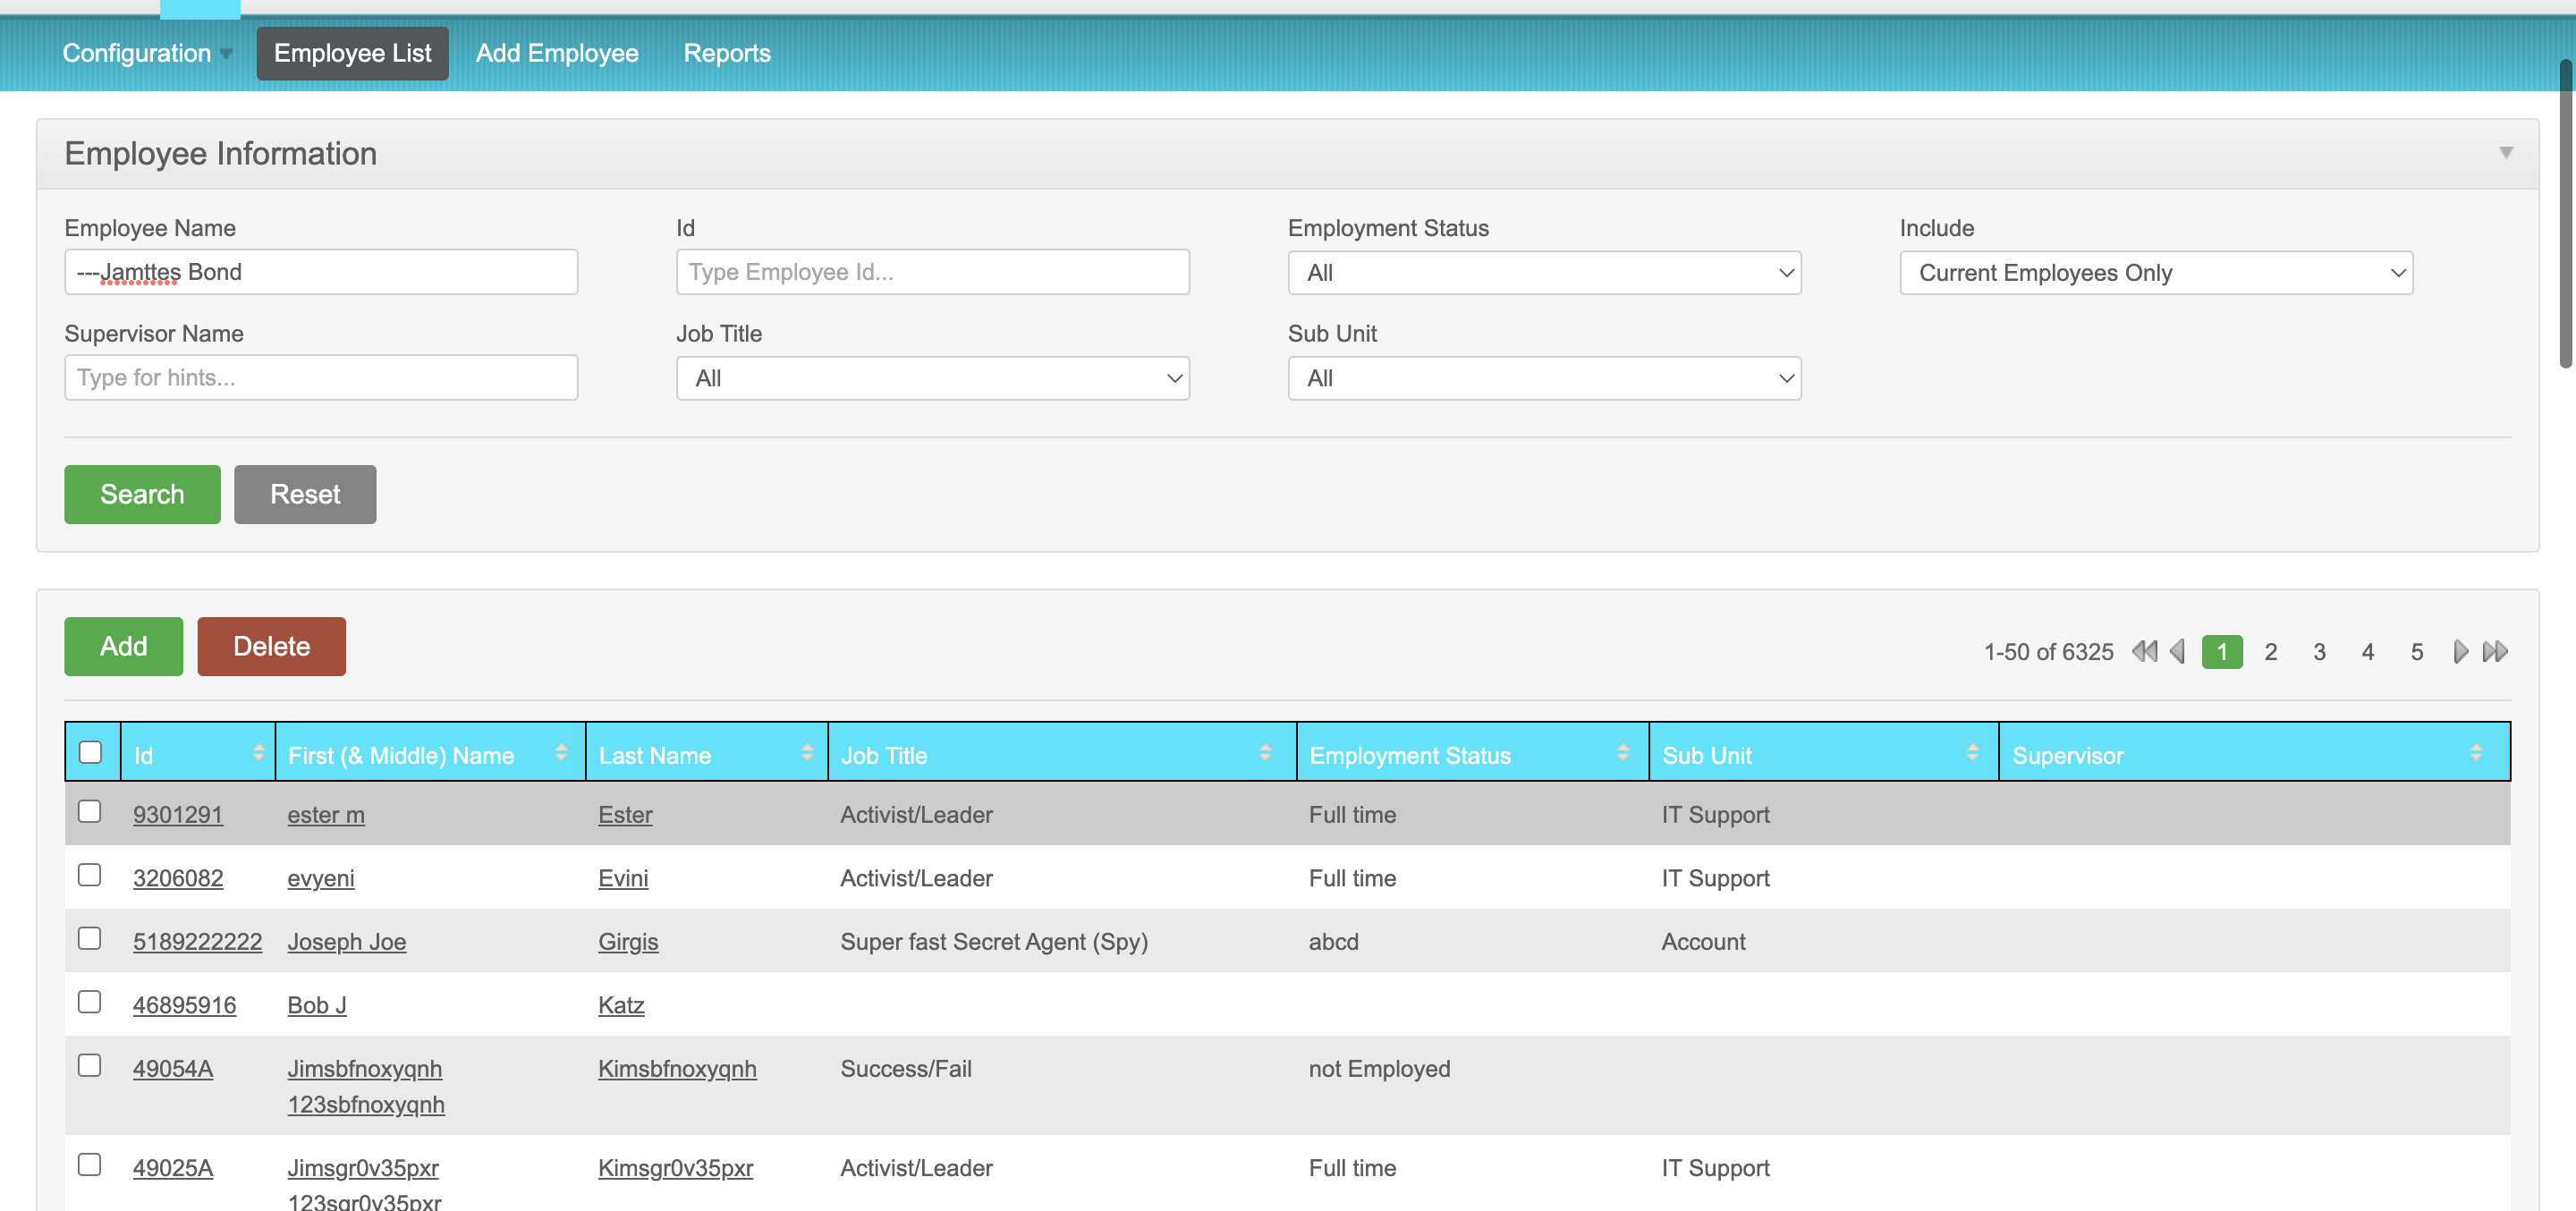 Configuration Employee List Add Employee Reports
Employee Information
Employee Name Id Employment Status Include
---Jamttes Bond Type Employee Id... All Current Employees Only
Supervisor Name Job Title Sub Unit
Type for hints... All All
Search Reset
Add Delete
1-50 of 6325 1 2 3 4 5
Id First (& Middle) Name Last Name Job Title Employment Status Sub Unit Supervisor
9301291 ester m Ester Activist/Leader Full time IT Support
3206082 evyeni Evini Activist/Leader Full time IT Support
5189222222 Joseph Joe Girgis Super fast Secret Agent (Spy) abcd Account
46895916 Bob J Katz
49054A Jimsbfnoxyqnh Kimsbfnoxyqnh Success/Fail not Employed
123sbfnoxyqnh
49025A Jimsgr0v35pxr Kimsgr0v35pxr Activist/Leader Full time IT Support
123sgr0v35pxr